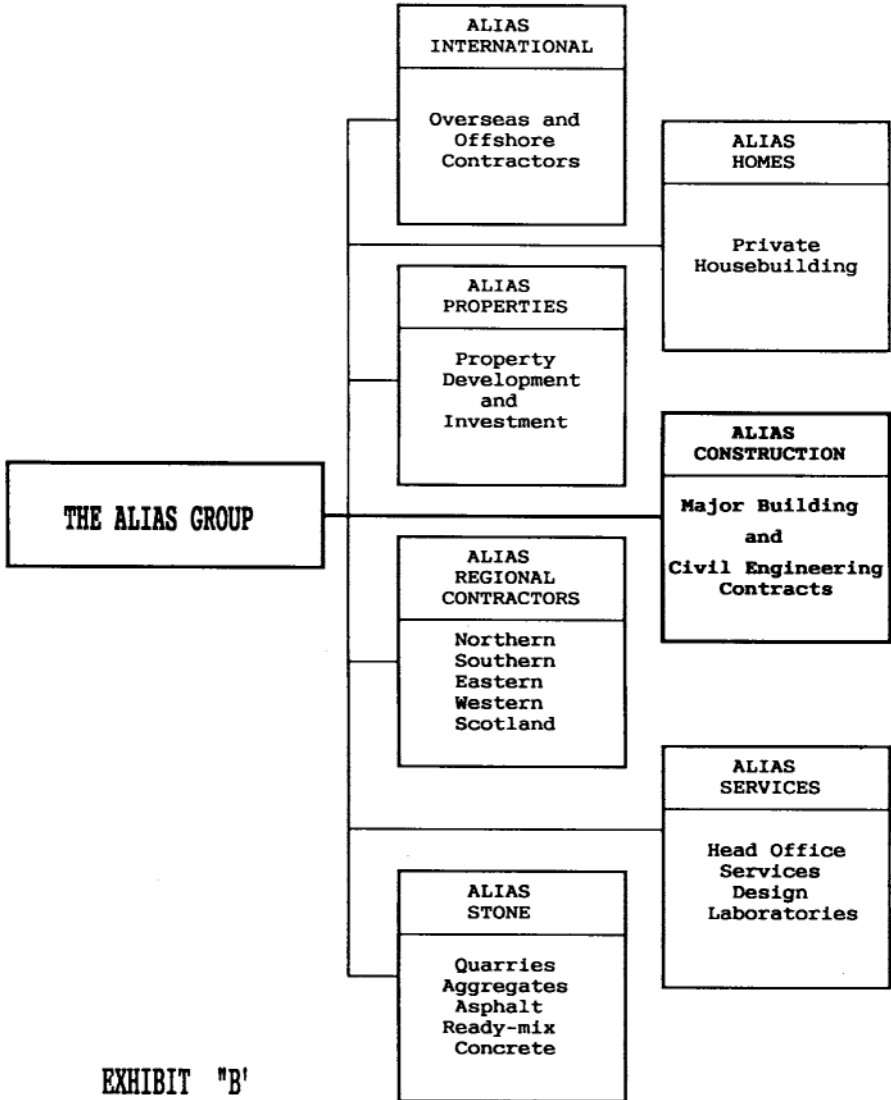 ALIAS
INTERNATIONAL
Overseas and
Offshore
Contractors
ALIAS
HOMES
Private
Housebuilding
ALIAS
PROPERTIES
Property
Development
and
Investment
ALIAS
CONSTRUCTION
Major Building
and
Civil Engineering
Contracts
THE ALIAS GROUP
ALIAS
REGIONAL
CONTRACTORS
Northern
Southern
Eastern
Western
Scotland
ALIAS
SERVICES
Head Office
Services
Design
Laboratories
ALIAS
STONE
Quarries
Aggregates
Asphalt
Ready-mix
Concrete
EXHIBIT "B'